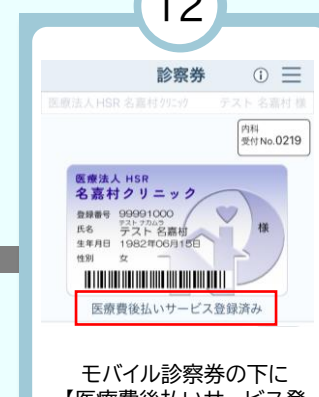 12
診察券
医療法人HSR 名嘉村クリニック テスト 名嘉村 様
内科
受付No.0219
医療法人 HSR
名嘉村クリニック
登録番号 99991000
テスト ナカムラ
氏名 テスト 名嘉村 様
生年月日 1982年06月15日
性別 女
医療費後払いサービス登録済み
モバイル診察券の下に
【医療費後払いサービス登